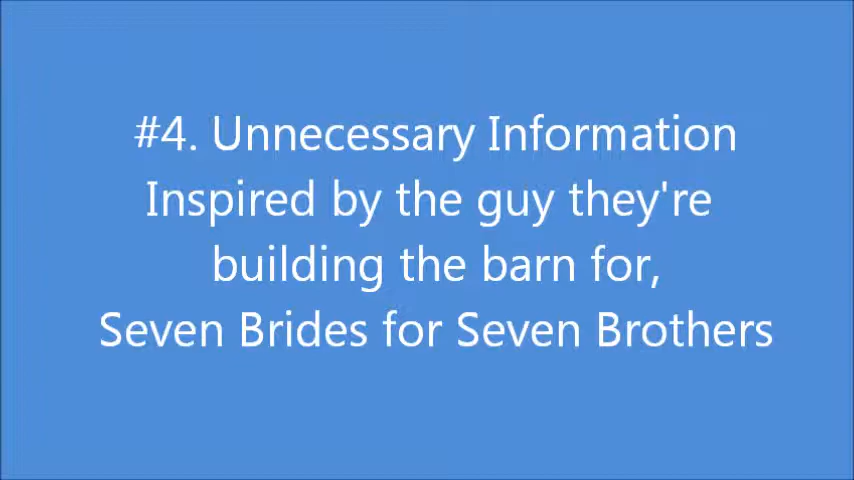 #4. Unnecessary Information
Inspired by the guy they're
building the barn for,
Seven Brides for Seven Brothers